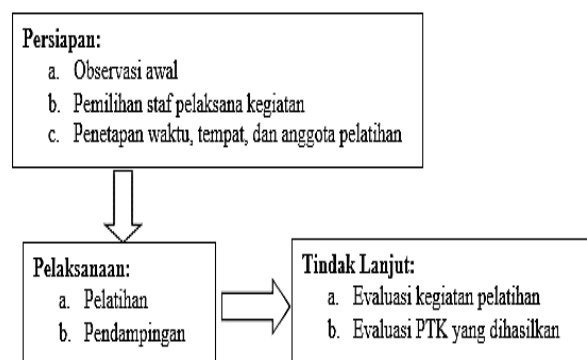 Persiapan:
a. Observasi awal
b. Pemilihan staf pelaksana kegiatan
c. Penetapan waktu, tempat, dan anggota pelatihan
Pelaksanaan:
a. Pelatihan
b. Pendampingan
Tindak Lanjut:
a. Evaluasi kegiatan pelatihan
b. Evaluasi PTK yang dihasilkan